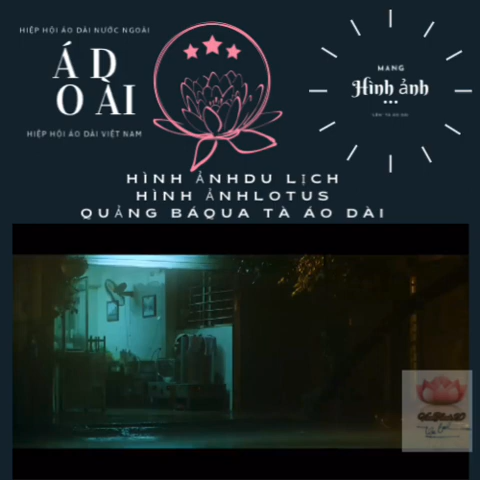 HIỆP HỘI ÁO DÀI NƯỚC NGOÀI
Á D
O ÀI
HIỆP HỘI ÁO DÀI VIỆT NAM
MANG
Hình ảnh
HÌNH ẢNHDU LỊCH
HÌNH ẢNHLOTUS
QUẢNG BÁQUA TÀ ÁO DÀI